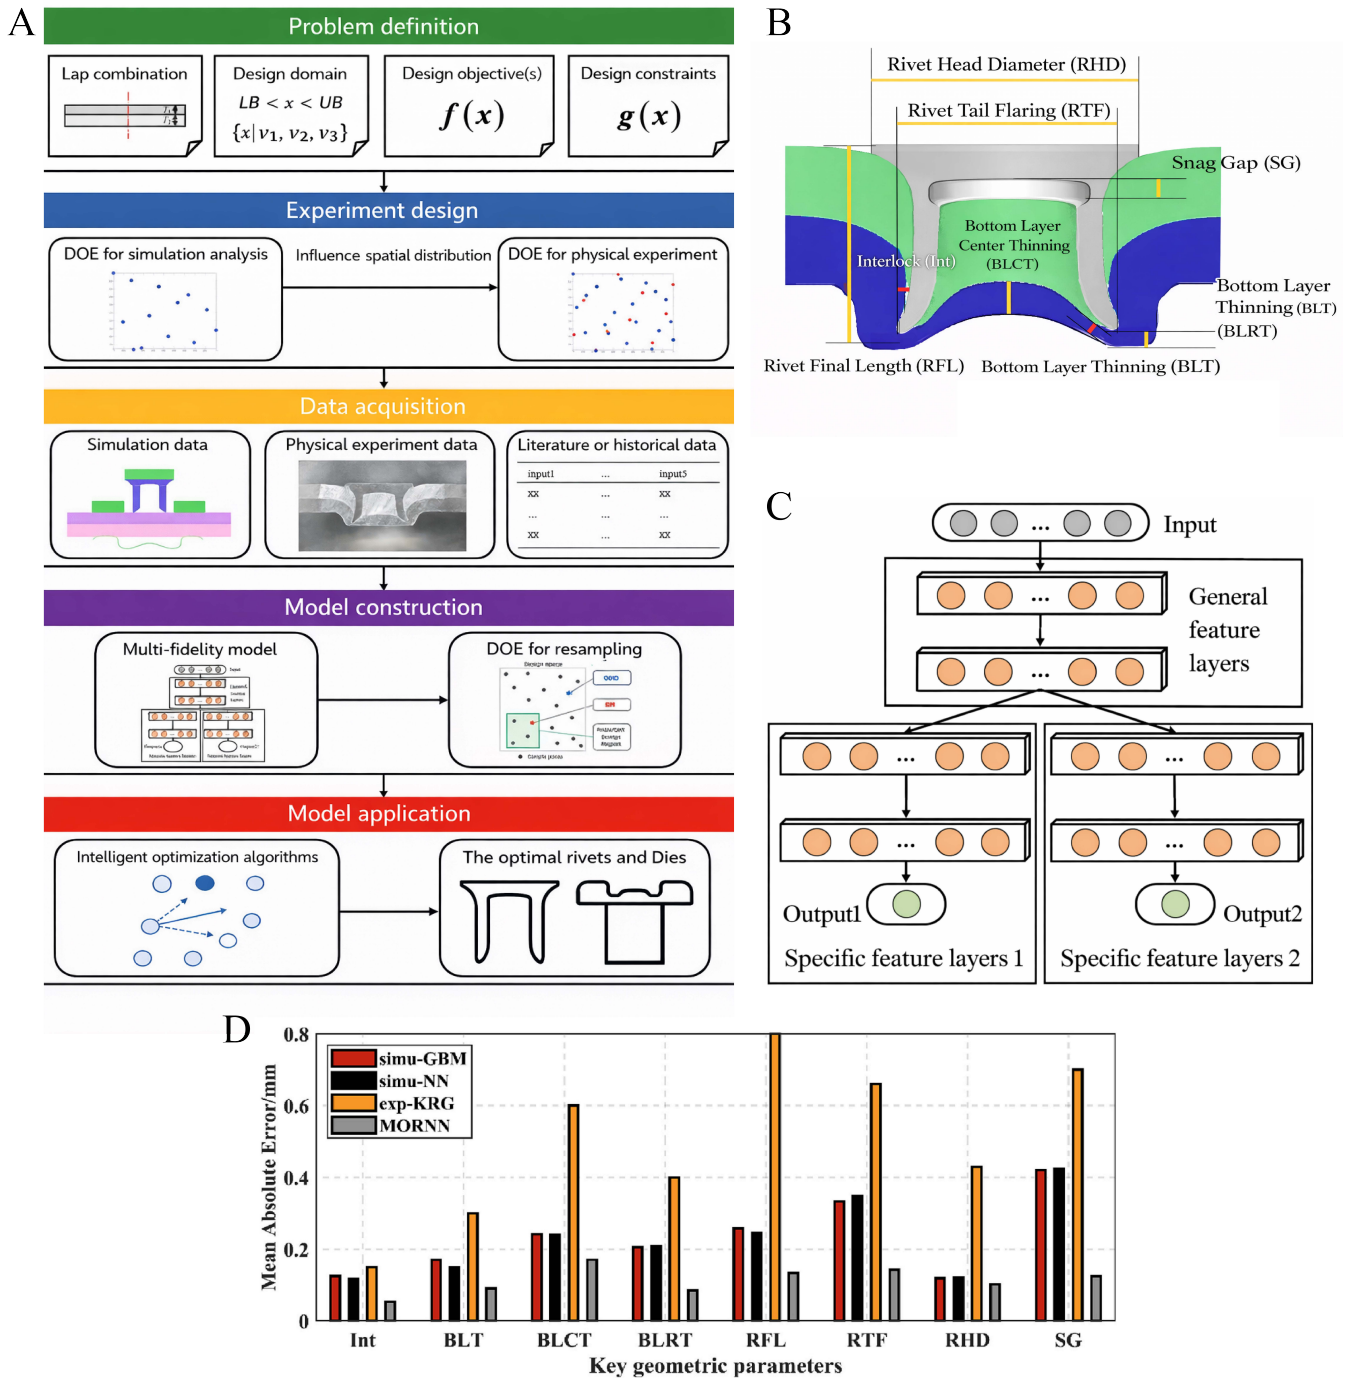 A
Problem definition
Lap combination
Design domain
LB < x < UB
{x| v₁, v₂, v₃}
Design objective(s)
f(x)
Design constraints
g(x)
Experiment design
DOE for simulation analysis
Influence spatial distribution
DOE for physical experiment
Data acquisition
Simulation data
Physical experiment data
Literature or historical data
input1 ... input5
xx ... xx
... ...
xx ... xx
Model construction
Multi-fidelity model
Input
DOE for resampling
Model application
Intelligent optimization algorithms
The optimal rivets and Dies
B
Rivet Head Diameter (RHD)
Rivet Tail Flaring (RTF)
Snag Gap (SG)
Bottom Layer
Center Thinning
(BLCT)
Interlock (Int)
Bottom Layer
Thinning (BLT)
(BLRT)
Rivet Final Length (RFL)
Bottom Layer Thinning (BLT)
C
Input
...
General
feature
layers
...
...
... ...
... ...
Output1
Output2
Specific feature layers 1
Specific feature layers 2
D
Mean Absolute Error/mm
0.8
0.6
0.4
0.2
0
simu-GBM
simu-NN
exp-KRG
MORNN
Int BLT BLCT BLRT RFL RTF RHD SG
Key geometric parameters